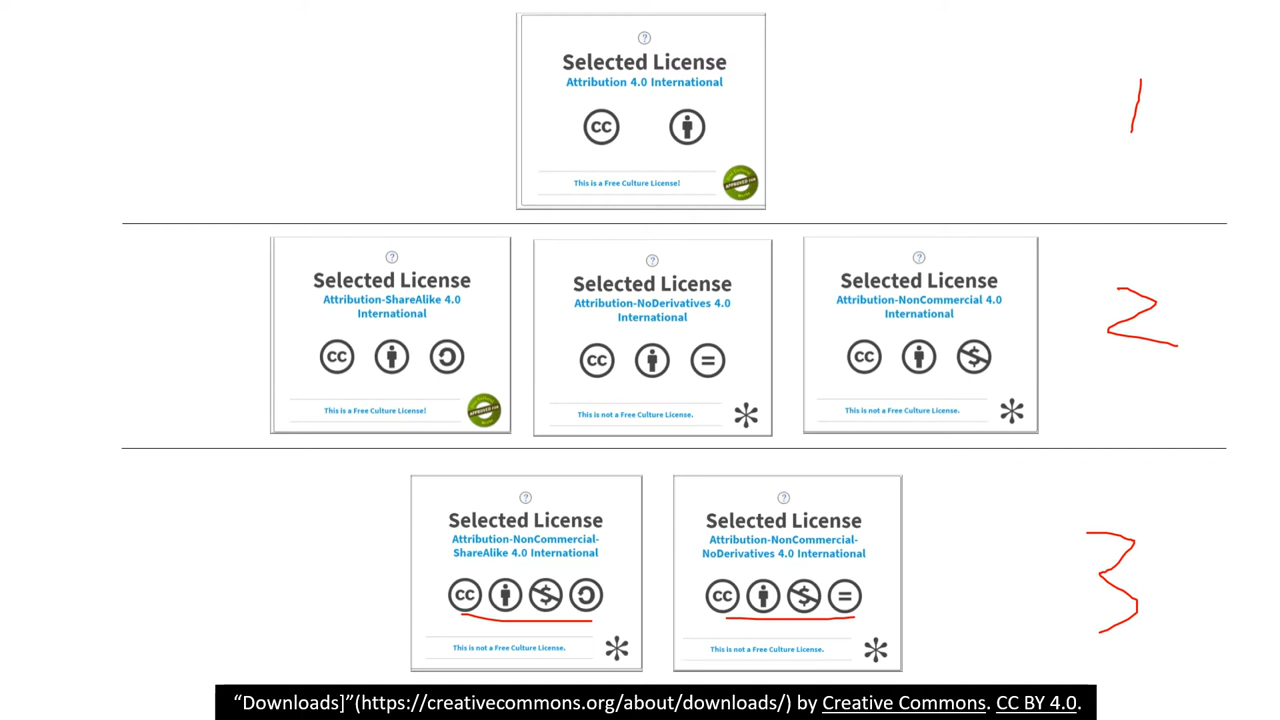 ?
Selected License
Attribution 4.0 International
CC
This is a Free Culture License!
APPROVED FOR
1
?
Selected License
Attribution-ShareAlike 4.0
International
CC
This is a Free Culture License!
APPROVED FOR
?
Selected License
Attribution-NoDerivatives 4.0
International
CC =
This is not a Free Culture License.
?
Selected License
Attribution-NonCommercial 4.0
International
CC $
This is not a Free Culture License.
2
?
Selected License
Attribution-NonCommercial-
ShareAlike 4.0 International
CC $
This is not a Free Culture License.
?
Selected License
Attribution-NonCommercial-
NoDerivatives 4.0 International
CC $ =
This is not a Free Culture License.
3
“Downloads]”(https://creativecommons.org/about/downloads/) by Creative Commons. CC BY 4.0.